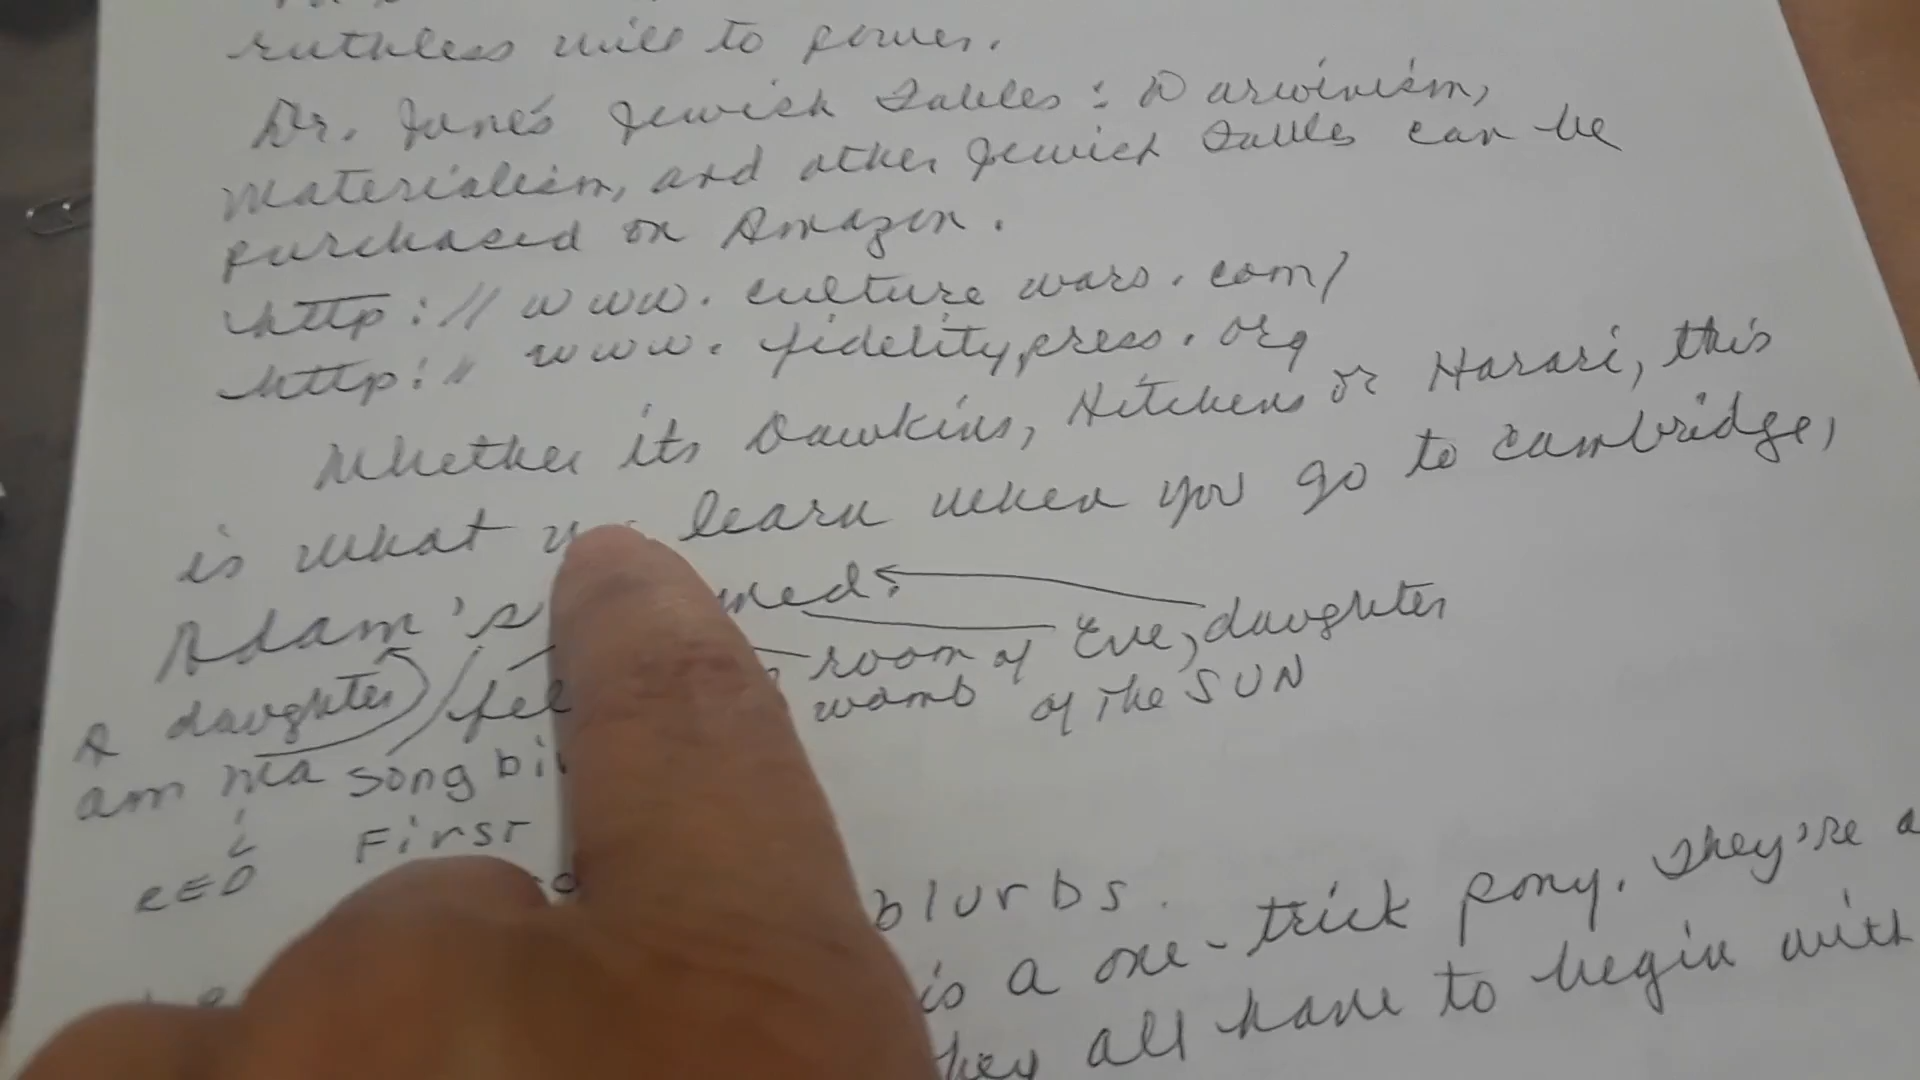 ruthless will to power.
Dr. Jone's Jewish Fables: Darwinism,
Materialism, and other Jewish Fables can be
purchased on Amazon.
http://www.culturewars.com/
http://www.fidelitypress.org
Whether its Dawkins, Hitchens or Harari, this
is what learn when you go to Cambridge,
Adam's
room of Eve, daughter
A daughter
womb of The SUN
am ma song
i
RED First
blurbs.
is a one-trick pony. They're a
all have to begin with